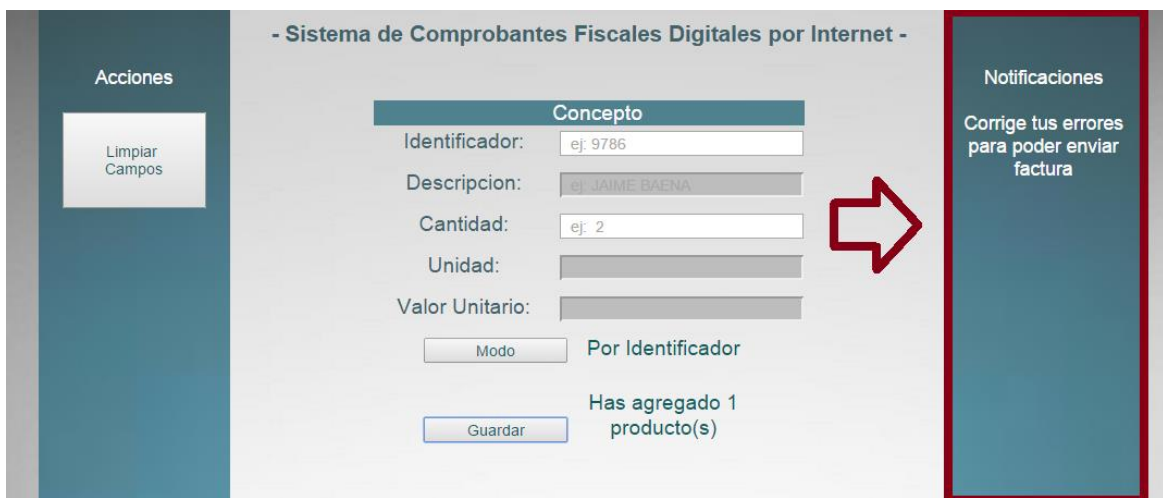 - Sistema de Comprobantes Fiscales Digitales por Internet -
Acciones
Limpiar
Campos
Concepto
Identificador:
ej: 9786
Descripcion:
ej: JAIME BAENA
Cantidad:
ej: 2
Unidad:
Valor Unitario:
Modo
Por Identificador
Guardar
Has agregado 1
producto(s)
Notificaciones
Corrige tus errores
para poder enviar
factura